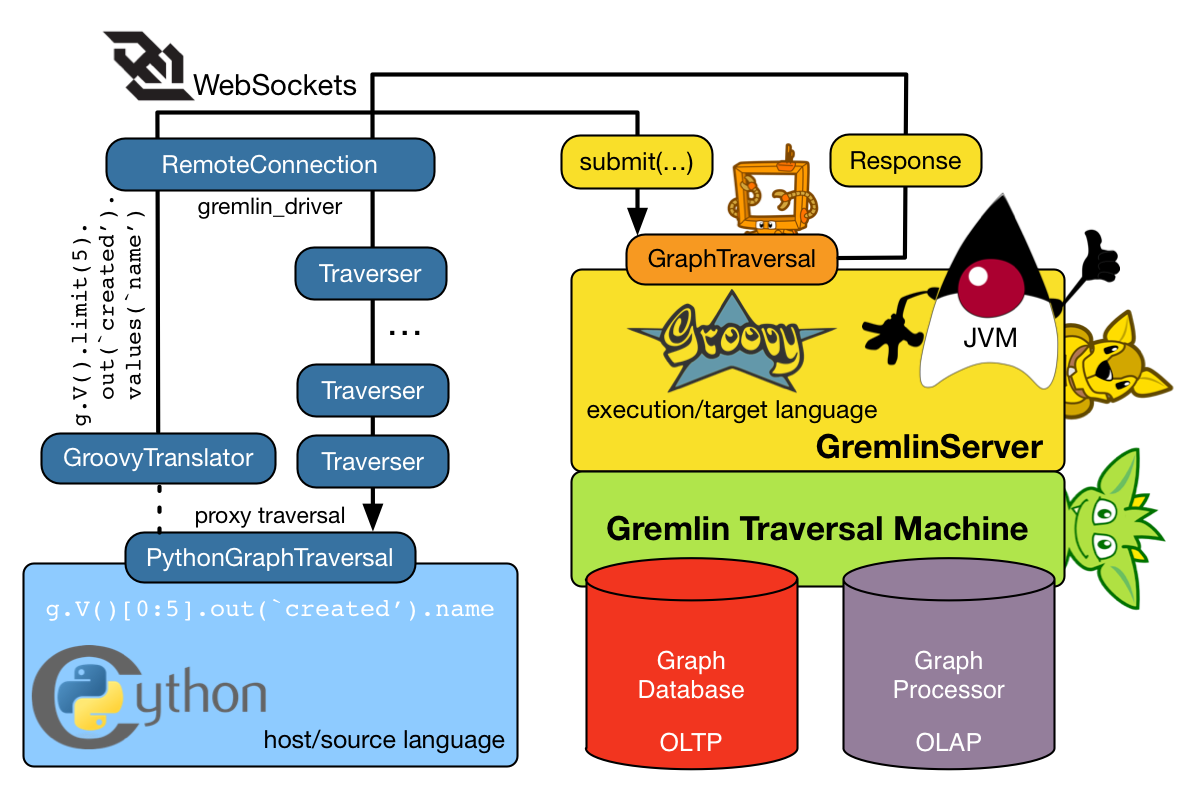 WebSockets
RemoteConnection
gremlin_driver
submit(...)
Response
g.V().limit(5).
out(`created’).
values(`name’)
Traverser
...
Traverser
Traverser
GroovyTranslator
proxy traversal
PythonGraphTraversal
g.V()[0:5].out(`created’).name
Cython
host/source language
GraphTraversal
Groovy
JVM
execution/target language
GremlinServer
Gremlin Traversal Machine
Graph
Database
OLTP
Graph
Processor
OLAP